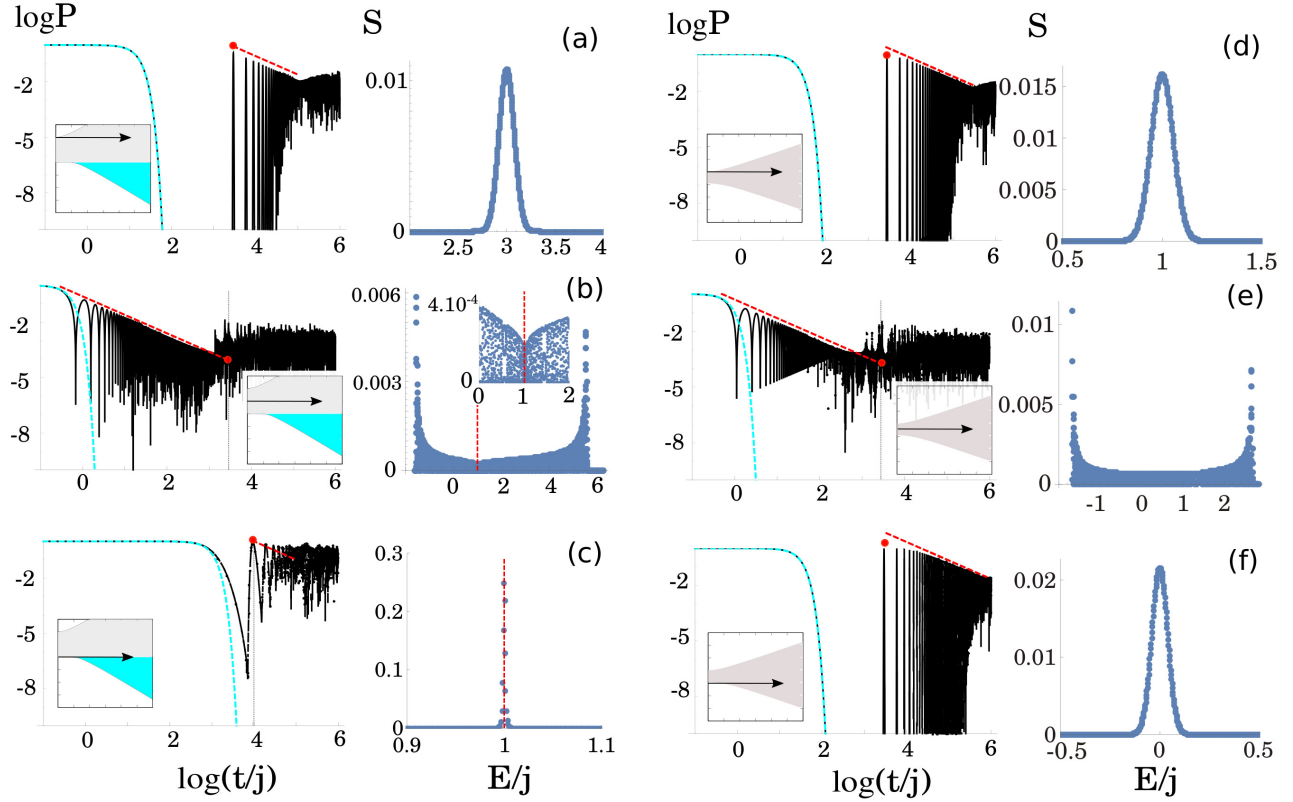 logP S (a)
-2
-5
-8
0 2 4 6
0.01
0
2.5 3 3.5 4
logP S (d)
-2
-5
-8
0 2 4 6
0.015
0.01
0.005
0
0.5 1 1.5
(b)
-2
-5
-8
0 2 4 6
0.006
0.003
0
0 2 4 5 6
4.10⁻⁴
0
0 1 2
(e)
-2
-5
-8
0 2 4 6
0.01
0.005
0
-1 0 1 2
(c)
-2
-5
-8
0 2 4 6
log(t/j)
0.3
0.2
0.1
0
0.9 1 1.1
E/j
(f)
-2
-5
-8
0 2 4 6
log(t/j)
0.02
0.01
0
-0.5 0 0.5
E/j